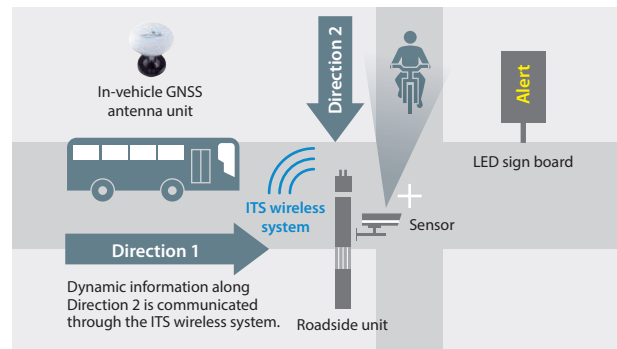 In-vehicle GNSS
antenna unit
Direction 2
Alert
LED sign board
ITS wireless
system
Sensor
Direction 1
Dynamic information along
Direction 2 is communicated
through the ITS wireless system.
Roadside unit